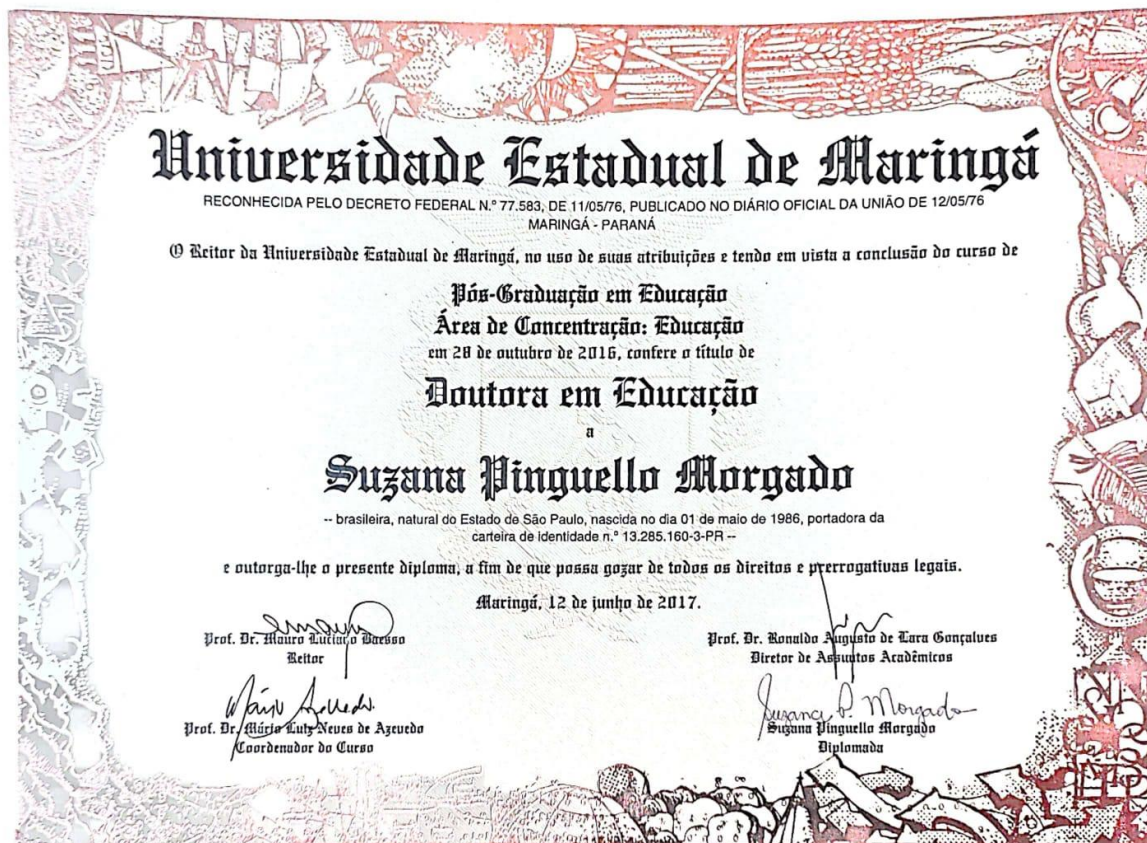 Universidade Estadual de Maringá
RECONHECIDA PELO DECRETO FEDERAL N.º 77.583, DE 11/05/76, PUBLICADO NO DIÁRIO OFICIAL DA UNIÃO DE 12/05/76
MARINGÁ - PARANÁ
O Reitor da Universidade Estadual de Maringá, no uso de suas atribuições e tendo em vista a conclusão do curso de
Pós-Graduação em Educação
Área de Concentração: Educação
em 28 de outubro de 2016, confere o título de
Doutora em Educação
a
Suzana Pinguello Morgado
-- brasileira, natural do Estado de São Paulo, nascida no dia 01 de maio de 1986, portadora da
carteira de identidade n.º 13.285.160-3-PR --
e outorga-lhe o presente diploma, a fim de que possa gozar de todos os direitos e prerrogativas legais.
Maringá, 12 de junho de 2017.
Prof. Dr. Mauro Luciano Baesso
Reitor
Prof. Dr. Ronaldo Augusto de Lara Gonçalves
Diretor de Assuntos Acadêmicos
Mário Azevedo
Prof. Dr. Mário Luiz Neves de Azevedo
Coordenador do Curso
Suzana P. Morgado
Suzana Pinguello Morgado
Diplomada